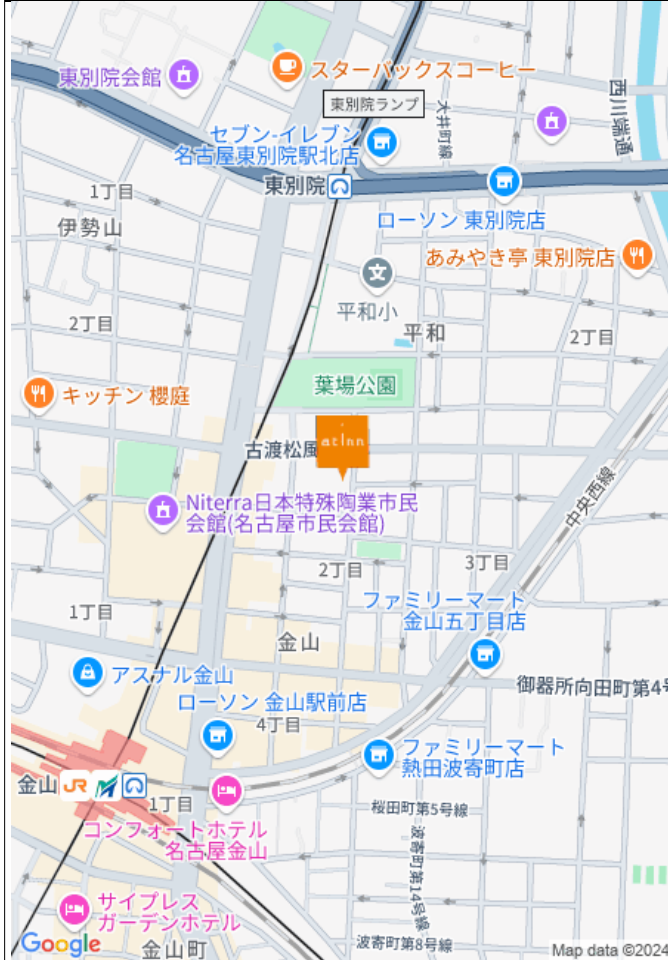 東別院会館
スターバックスコーヒー
東別院ランプ
大井町線
西川端通
セブン-イレブン
名古屋東別院駅北店
東別院
1丁目
伊勢山
ローソン 東別院店
あみやき亭 東別院店
平和小
2丁目
平和
2丁目
キッチン 櫻庭
葉場公園
atinn
古渡松風
中央西線
Niterra日本特殊陶業市民
会館(名古屋市民会館)
2丁目
3丁目
ファミリーマート
金山五丁目店
1丁目
金山
アスナル金山
御器所向田町第4号
ローソン 金山駅前店
4丁目
ファミリーマート
熱田波寄町店
金山
JR
1丁目
コンフォートホテル
名古屋金山
桜田町第5号線
波寄町第14号線
サイプレス
ガーデンホテル
Google
金山町
波寄町第8号線
Map data ©2024